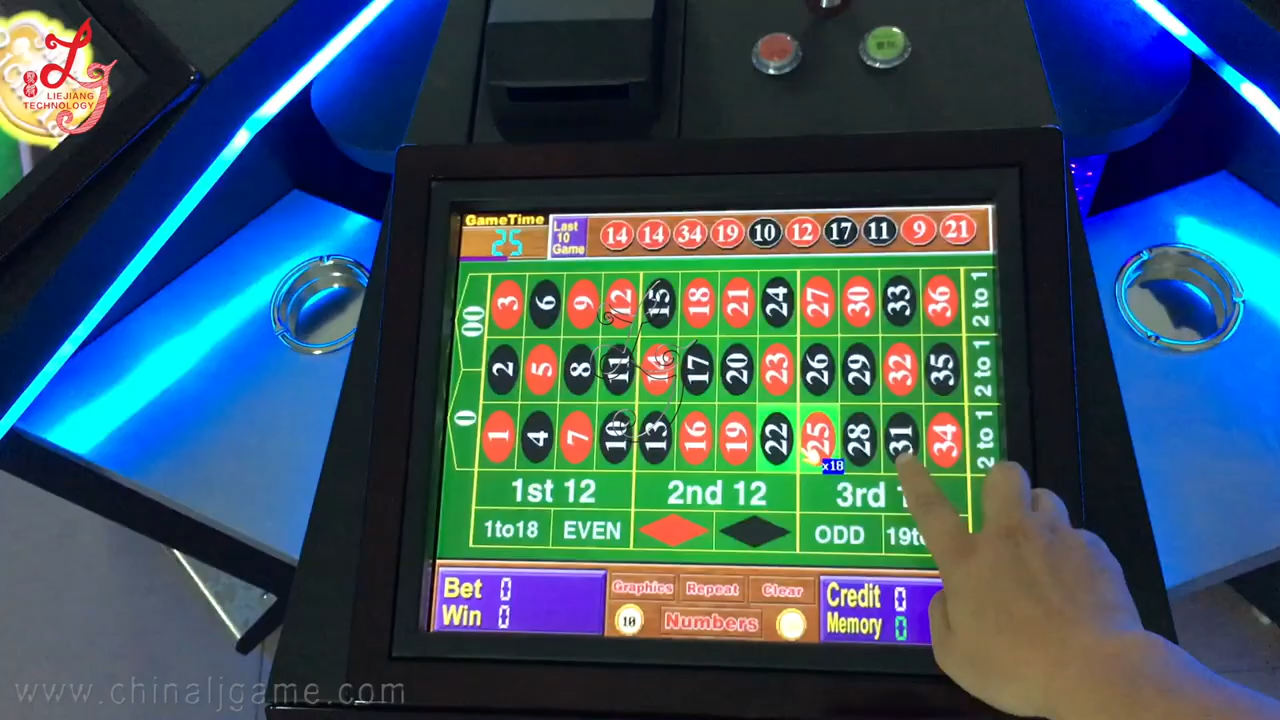 L
LIEJIANG
TECHNOLOGY
GameTime
25
Last
10
Game
14 14 34 19 10 12 17 11 9 21
00 3 6 9 12 15 18 21 24 27 30 33 36 2 to 1
2 5 8 11 14 17 20 23 26 29 32 35 2 to 1
0 1 4 7 10 13 16 19 22 25 28 31 34 2 to 1
x18
1st 12 2nd 12 3rd
1to18 EVEN ODD
Bet 0
Win 0
Graphics Repeat Clear
10 Numbers
Credit 0
Memory 0
www.chinaljgame.com